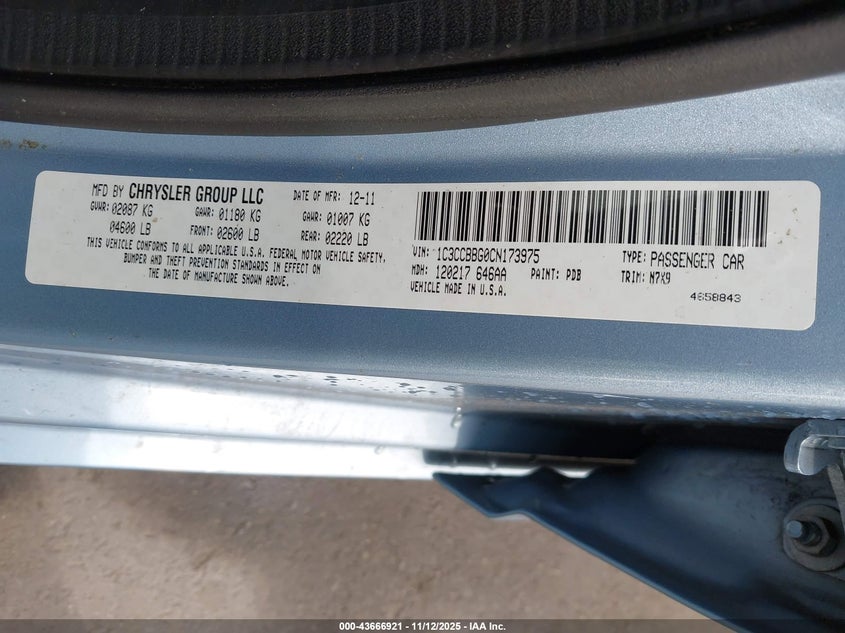 MFD BY CHRYSLER GROUP LLC DATE OF MFR: 12-11
GVWR: 02087 KG GAWR: 01180 KG GAWR: 01007 KG
04600 LB FRONT: 02600 LB REAR: 02220 LB
THIS VEHICLE CONFORMS TO ALL APPLICABLE U.S.A. FEDERAL MOTOR VEHICLE SAFETY,
BUMPER AND THEFT PREVENTION STANDARDS IN EFFECT ON
THE DATE OF MANUFACTURE SHOWN ABOVE.
VIN: 1C3CCBBG0CN173975 TYPE: PASSENGER CAR
MDH: 120217 646AA PAINT: PDB TRIM: N7X9
VEHICLE MADE IN U.S.A.
4658843
000-43666921 - 11/12/2025 - IAA Inc.